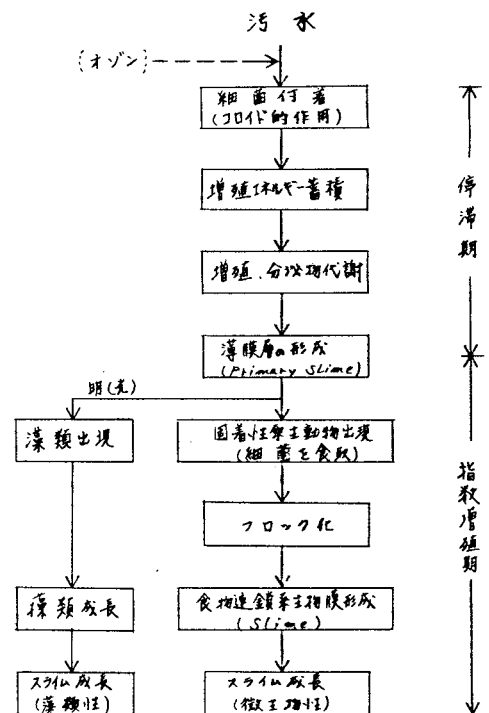 汚水
(オゾン)
細菌付着
(コロイド的作用)
増殖エネルギー蓄積
増殖、分泌物代謝
薄膜層の形成
(Primary Slime)
停滞期
明(光)
藻類出現
固着性原生動物出現
(細菌を食取)
フロック化
藻類成長
食物連鎖系生物膜形成
(Slime)
スライム成長
(藻類性)
スライム成長
(微生物性)
指数増殖期